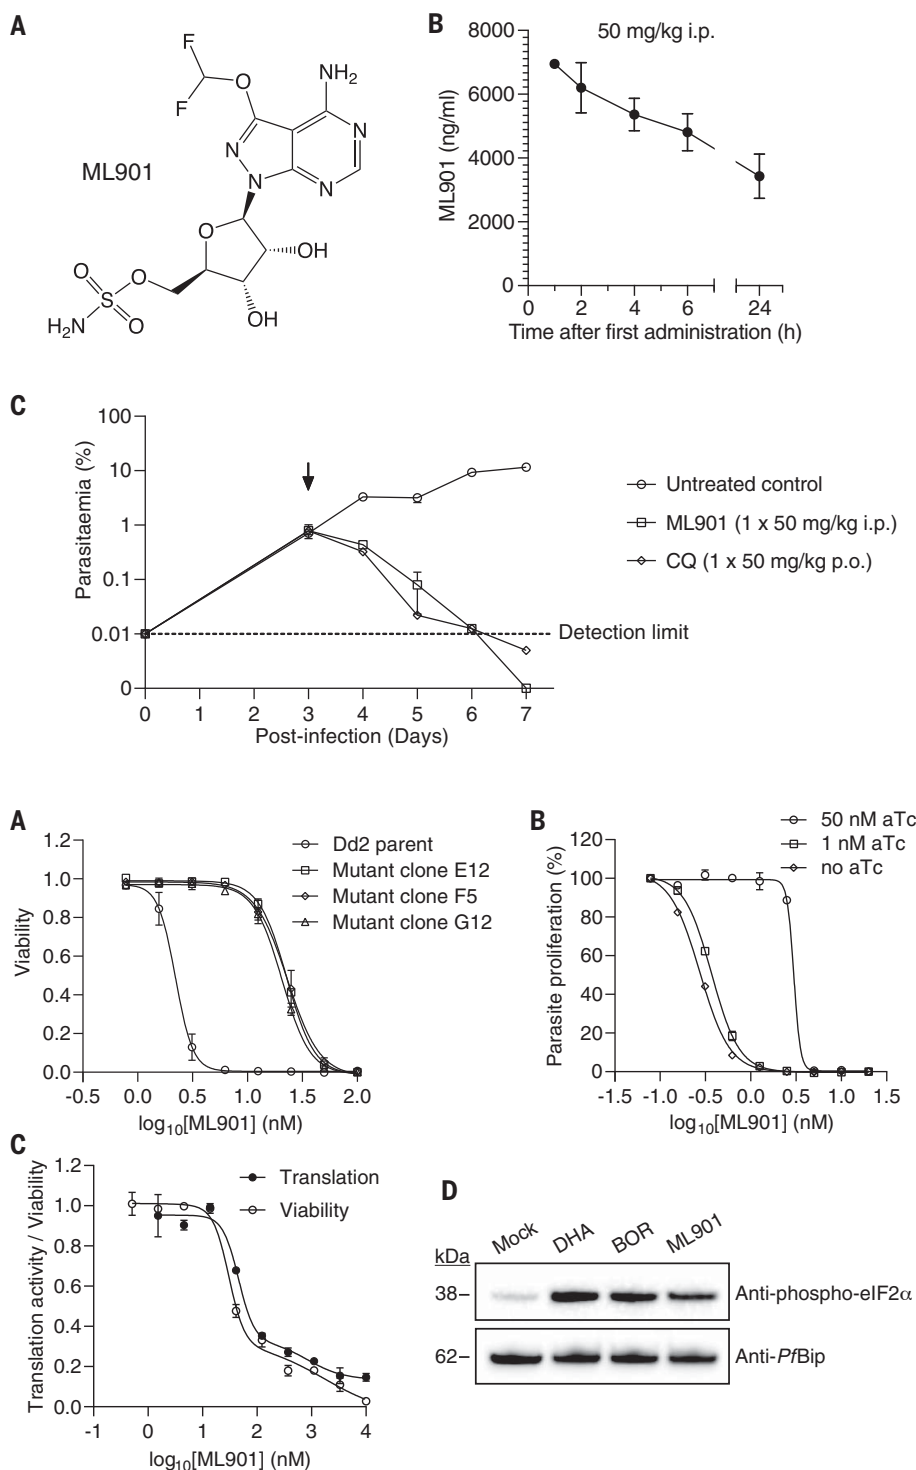 A
F
F
O
NH₂
N
N
N
N
N
ML901
O
OH
OH
O
O
S
O
H₂N
B
50 mg/kg i.p.
ML901 (ng/ml)
8000
6000
4000
2000
0
0 2 4 6 24
Time after first administration (h)
C
Parasitaemia (%)
100
10
1
0.1
0.01
0
Untreated control
ML901 (1 x 50 mg/kg i.p.)
CQ (1 x 50 mg/kg p.o.)
Detection limit
0 1 2 3 4 5 6 7
Post-infection (Days)
A
Viability
1.2
1.0
0.8
0.6
0.4
0.2
0.0
Dd2 parent
Mutant clone E12
Mutant clone F5
Mutant clone G12
-0.5 0.0 0.5 1.0 1.5 2.0
log₁₀[ML901] (nM)
B
Parasite proliferation (%)
120
100
80
60
40
20
0
50 nM aTc
1 nM aTc
no aTc
-1.5 -1.0 -0.5 0.0 0.5 1.0 1.5
log₁₀[ML901] (nM)
C
Translation activity / Viability
1.2
1.0
0.8
0.6
0.4
0.2
0.0
Translation
Viability
-1 0 1 2 3 4
log₁₀[ML901] (nM)
D
kDa
Mock DHA BOR ML901
38– Anti-phospho-eIF2α
62– Anti-PfBip